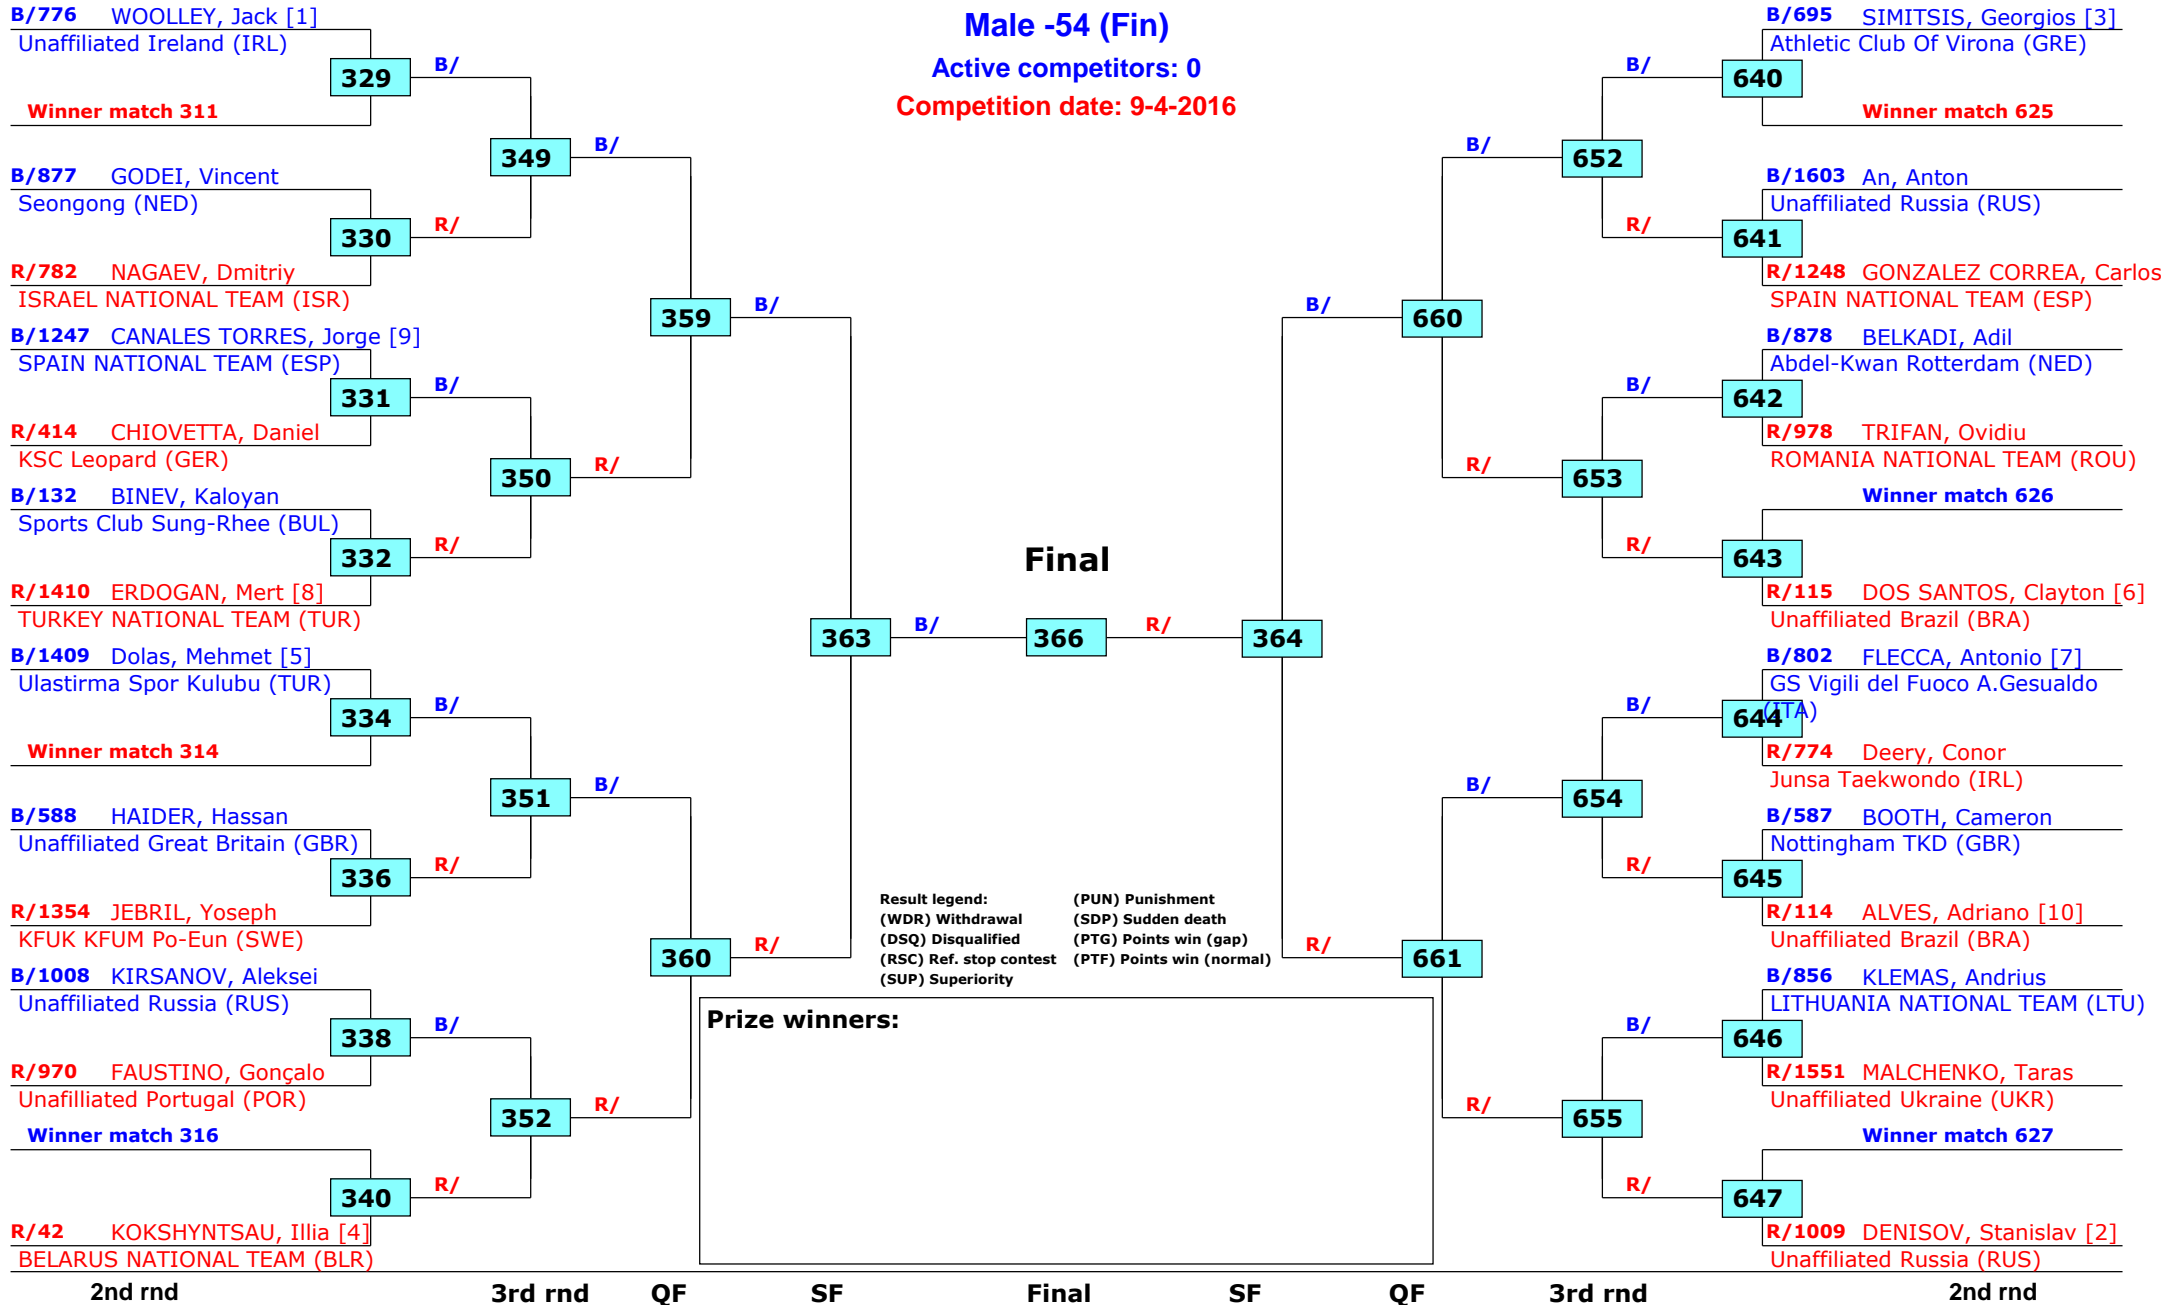 Male -54 (Fin)
Active competitors: 0
Competition date: 9-4-2016
B/776 WOOLLEY, Jack [1]
Unaffiliated Ireland (IRL)
329
B/
Winner match 311
349
B/
B/877 GODEI, Vincent
Seongong (NED)
330
R/
R/782 NAGAEV, Dmitriy
ISRAEL NATIONAL TEAM (ISR)
359
B/
B/1247 CANALES TORRES, Jorge [9]
SPAIN NATIONAL TEAM (ESP)
331
B/
R/414 CHIOVETTA, Daniel
KSC Leopard (GER)
350
R/
B/132 BINEV, Kaloyan
Sports Club Sung-Rhee (BUL)
332
R/
R/1410 ERDOGAN, Mert [8]
TURKEY NATIONAL TEAM (TUR)
363
B/
B/1409 Dolas, Mehmet [5]
Ulastirma Spor Kulubu (TUR)
334
B/
Winner match 314
351
B/
B/588 HAIDER, Hassan
Unaffiliated Great Britain (GBR)
336
R/
R/1354 JEBRIL, Yoseph
KFUK KFUM Po-Eun (SWE)
360
R/
B/1008 KIRSANOV, Aleksei
Unaffiliated Russia (RUS)
338
B/
R/970 FAUSTINO, Gonçalo
Unafilliated Portugal (POR)
352
R/
Winner match 316
340
R/
R/42 KOKSHYNTSAU, Illia [4]
BELARUS NATIONAL TEAM (BLR)
Final
366
R/
364
B/695 SIMITSIS, Georgios [3]
Athletic Club Of Virona (GRE)
B/
640
Winner match 625
B/
652
B/1603 An, Anton
Unaffiliated Russia (RUS)
R/
641
R/1248 GONZALEZ CORREA, Carlos
SPAIN NATIONAL TEAM (ESP)
B/
660
B/878 BELKADI, Adil
Abdel-Kwan Rotterdam (NED)
B/
642
R/978 TRIFAN, Ovidiu
ROMANIA NATIONAL TEAM (ROU)
R/
653
Winner match 626
R/
643
R/115 DOS SANTOS, Clayton [6]
Unaffiliated Brazil (BRA)
B/802 FLECCA, Antonio [7]
GS Vigili del Fuoco A.Gesualdo
(ITA)
B/
644
R/774 Deery, Conor
Junsa Taekwondo (IRL)
B/
654
B/587 BOOTH, Cameron
Nottingham TKD (GBR)
R/
645
R/114 ALVES, Adriano [10]
Unaffiliated Brazil (BRA)
R/
661
B/856 KLEMAS, Andrius
LITHUANIA NATIONAL TEAM (LTU)
B/
646
R/1551 MALCHENKO, Taras
Unaffiliated Ukraine (UKR)
R/
655
Winner match 627
R/
647
R/1009 DENISOV, Stanislav [2]
Unaffiliated Russia (RUS)
Result legend: (PUN) Punishment
(WDR) Withdrawal (SDP) Sudden death
(DSQ) Disqualified (PTG) Points win (gap)
(RSC) Ref. stop contest (PTF) Points win (normal)
(SUP) Superiority
Prize winners:
2nd rnd 3rd rnd QF SF Final SF QF 3rd rnd 2nd rnd